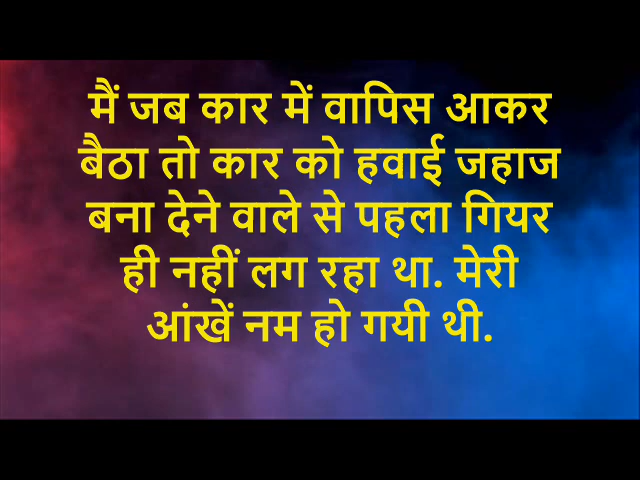 मैं जब कार में वापिस आकर
बैठा तो कार को हवाई जहाज
बना देने वाले से पहला गियर
ही नहीं लग रहा था. मेरी
आंखें नम हो गयी थी.